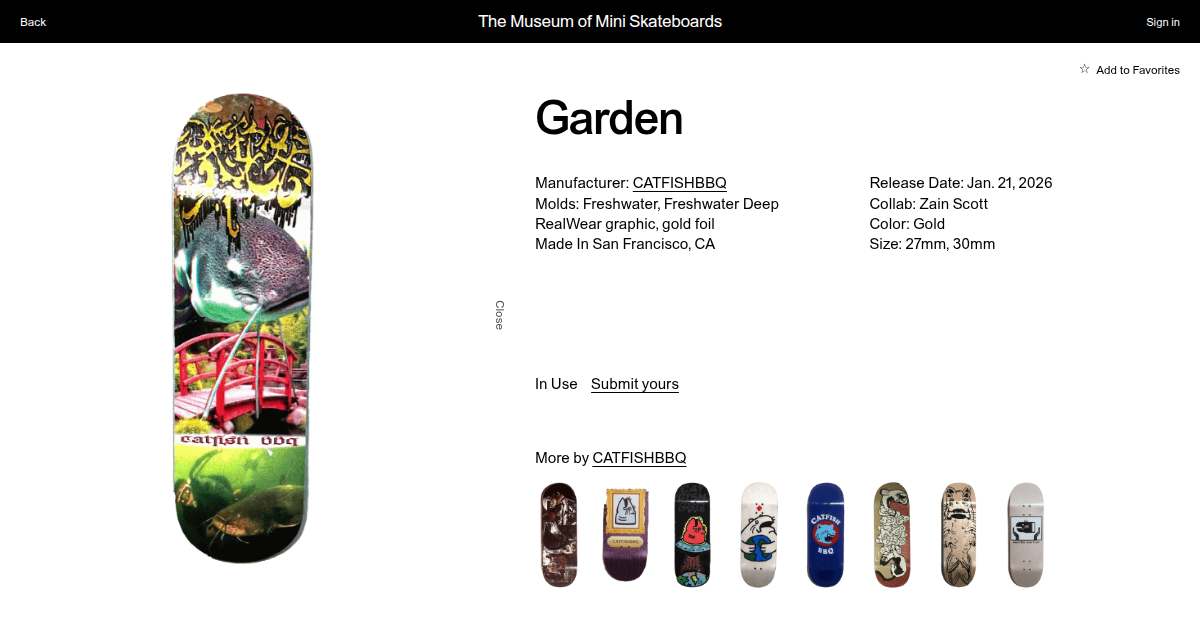 Back
The Museum of Mini Skateboards
Sign in
☆ Add to Favorites
Garden
Manufacturer: CATFISHBBQ
Molds: Freshwater, Freshwater Deep
RealWear graphic, gold foil
Made In San Francisco, CA
Release Date: Jan. 21, 2026
Collab: Zain Scott
Color: Gold
Size: 27mm, 30mm
Close
catfish bbq
In Use Submit yours
More by CATFISHBBQ
CATFISHBBQ
CATFISH
BBQ